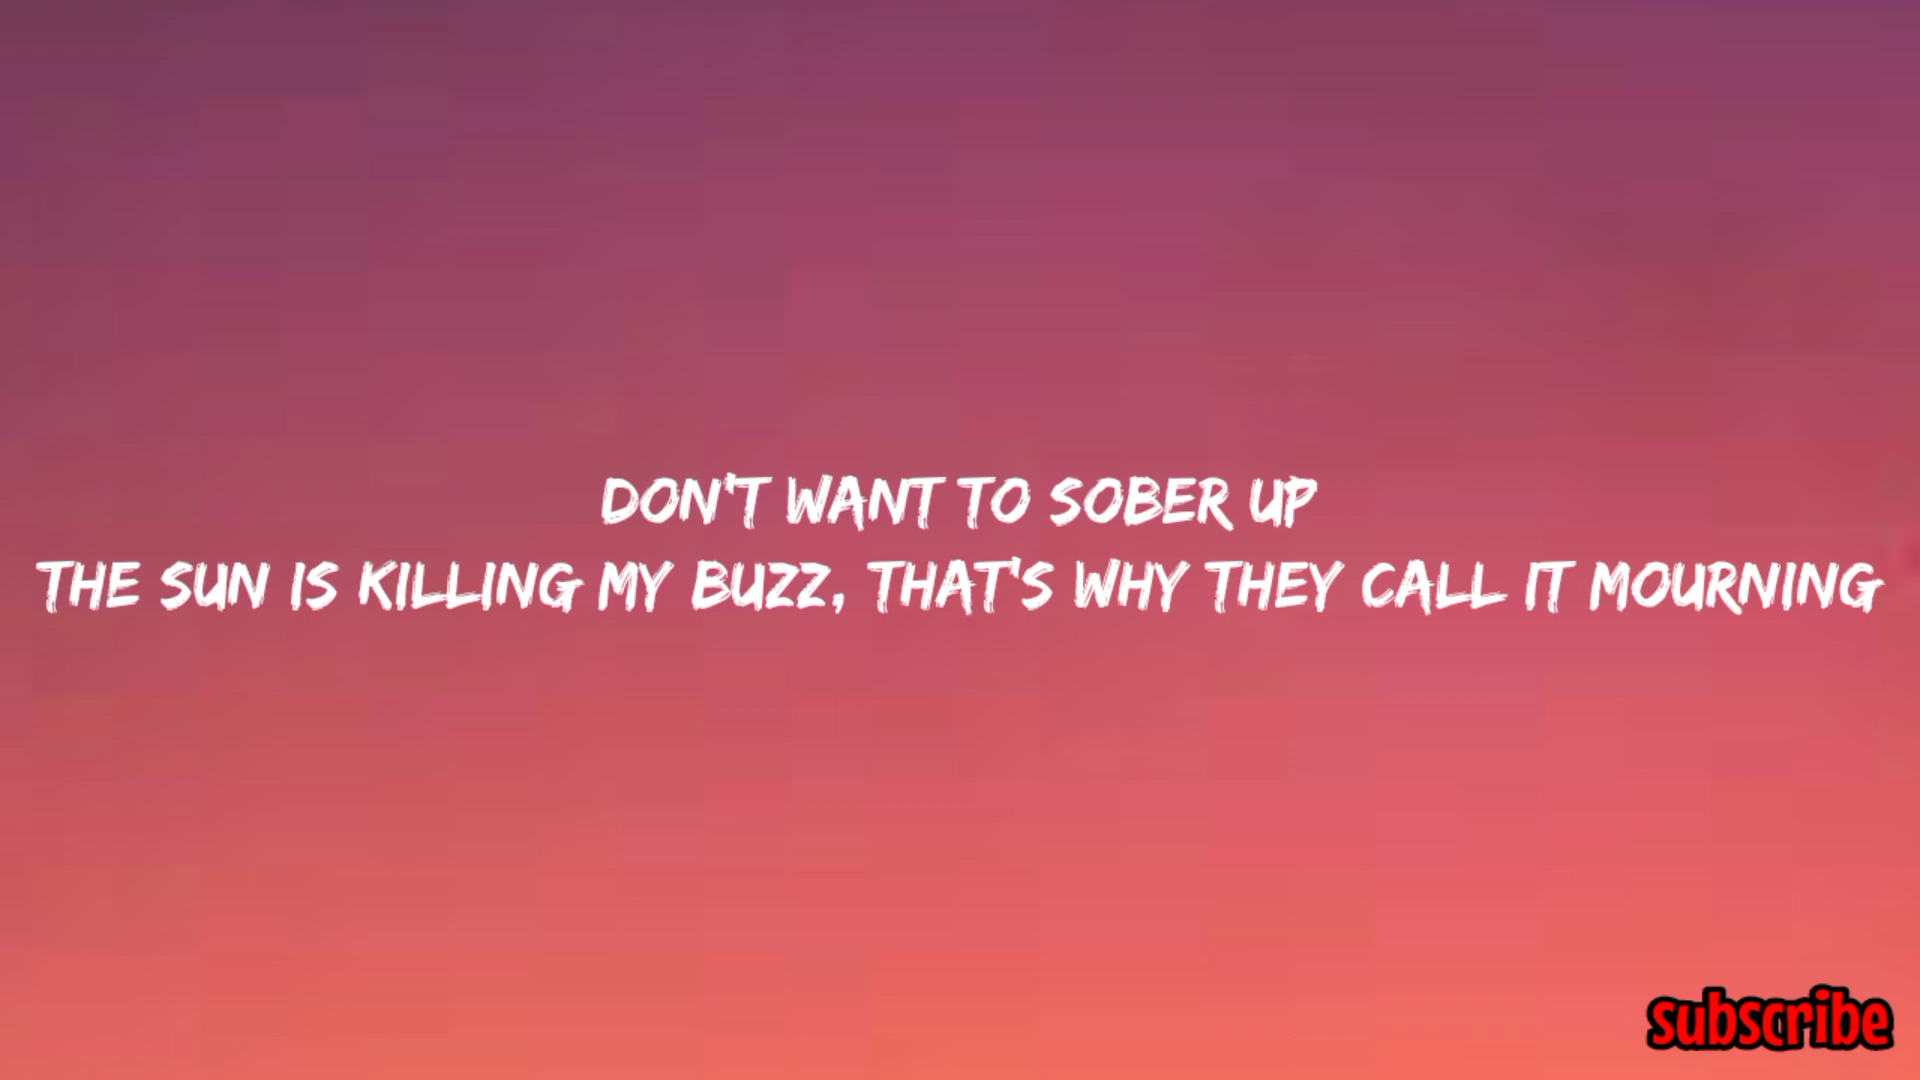 DON'T WANT TO SOBER UP
THE SUN IS KILLING MY BUZZ, THAT'S WHY THEY CALL IT MOURNING
subscribe